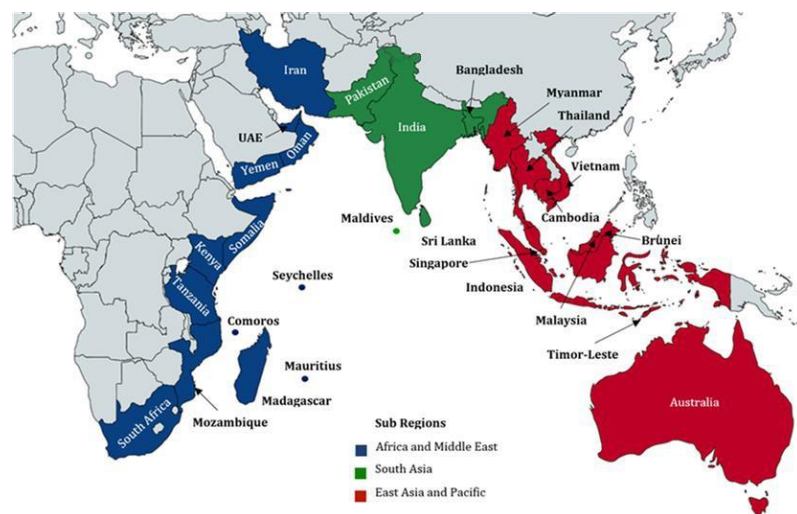 Iran
Pakistan
Bangladesh
Myanmar
Thailand
India
UAE
Oman
Yemen
Vietnam
Somalia
Kenya
Maldives
Cambodia
Sri Lanka
Brunei
Singapore
Tanzania
Seychelles
Indonesia
Comoros
Malaysia
Timor-Leste
Mauritius
Madagascar
Australia
South Africa
Mozambique
Sub Regions
Africa and Middle East
South Asia
East Asia and Pacific